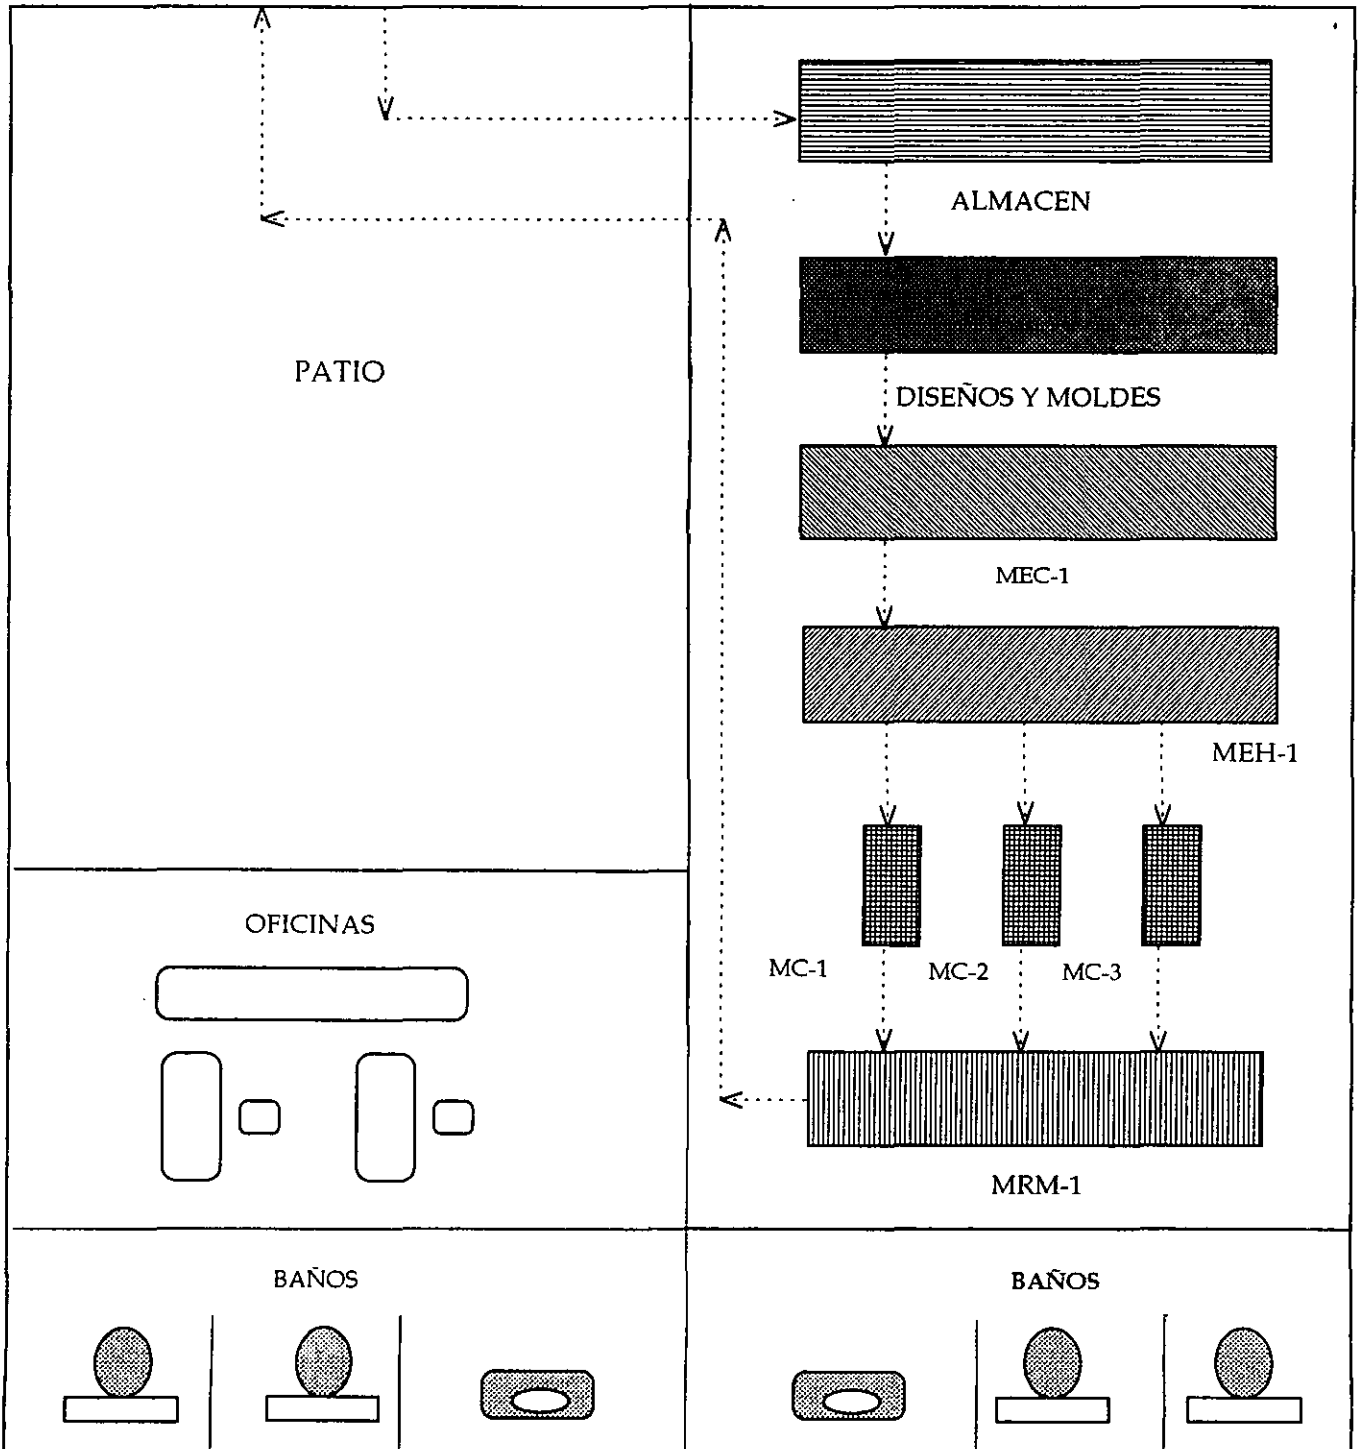 ALMACEN
PATIO
DISEÑOS Y MOLDES
MEC-1
MEH-1
OFICINAS
MC-1
MC-2
MC-3
MRM-1
BAÑOS
BAÑOS